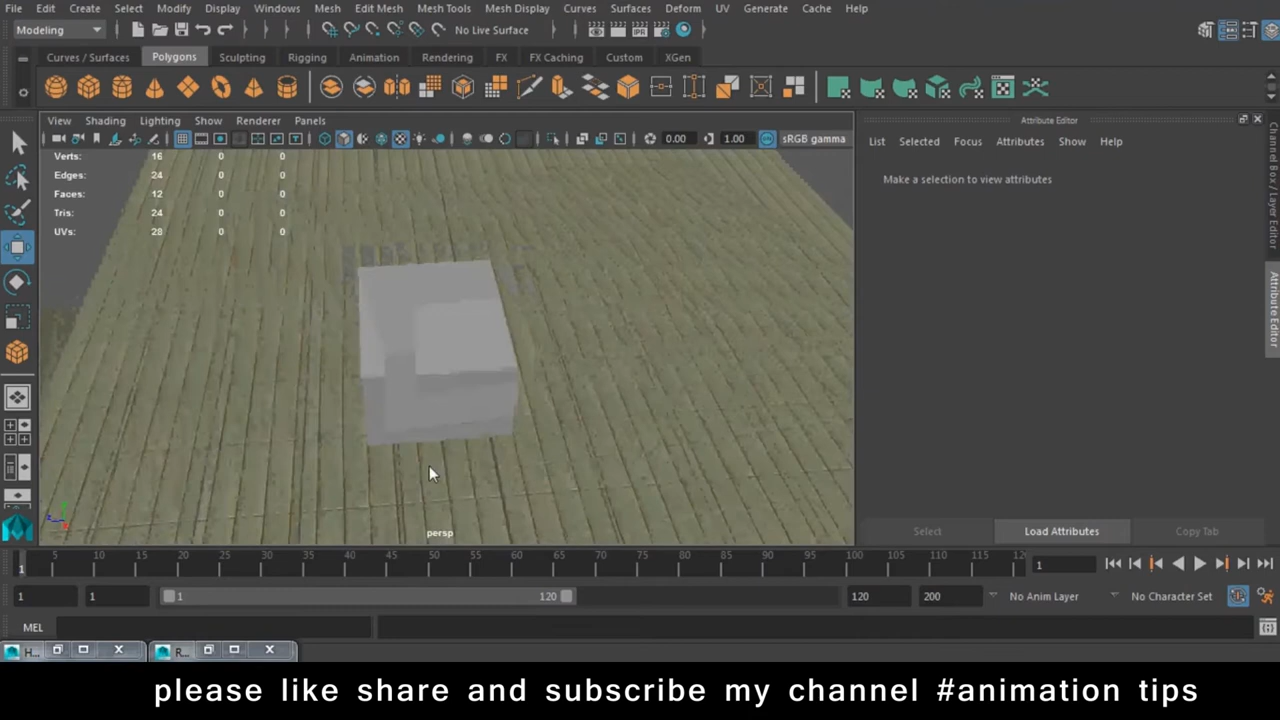 File Edit Create Select Modify Display Windows Mesh Edit Mesh Mesh Tools Mesh Display Curves Surfaces Deform UV Generate Cache Help
Modeling No Live Surface
Curves / Surfaces Polygons Sculpting Rigging Animation Rendering FX FX Caching Custom XGen
View Shading Lighting Show Renderer Panels
0.00 1.00 sRGB gamma
Verts: 16 0 0
Edges: 24 0 0
Faces: 12 0 0
Tris: 24 0 0
UVs: 28 0 0
persp
Attribute Editor
List Selected Focus Attributes Show Help
Make a selection to view attributes
Select Load Attributes Copy Tab
Channel Box / Layer Editor
Attribute Editor
1 5 10 15 20 25 30 35 40 45 50 55 60 65 70 75 80 85 90 95 100 105 110 115 12 1
1 1 1 120 120 200 No Anim Layer No Character Set
MEL
H... R...
please like share and subscribe my channel #animation tips